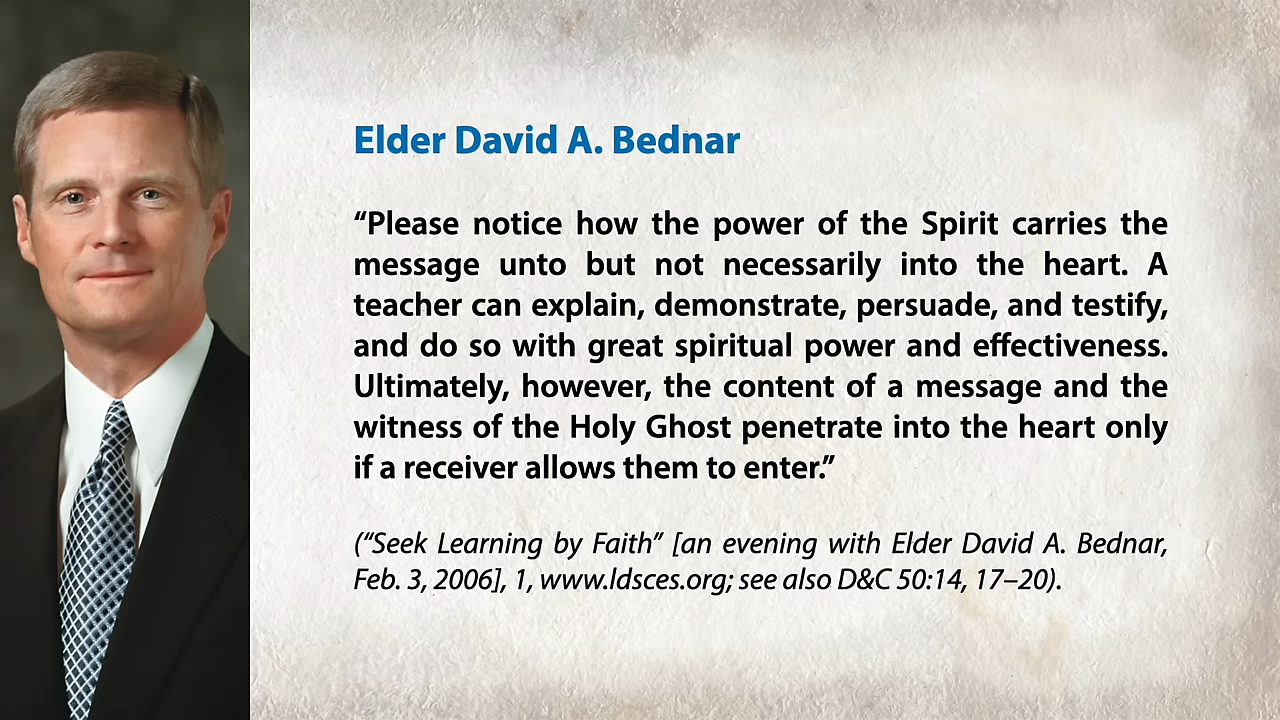 Elder David A. Bednar
“Please notice how the power of the Spirit carries the
message unto but not necessarily into the heart. A
teacher can explain, demonstrate, persuade, and testify,
and do so with great spiritual power and effectiveness.
Ultimately, however, the content of a message and the
witness of the Holy Ghost penetrate into the heart only
if a receiver allows them to enter.”
(“Seek Learning by Faith” [an evening with Elder David A. Bednar,
Feb. 3, 2006], 1, www.ldsces.org; see also D&C 50:14, 17–20).